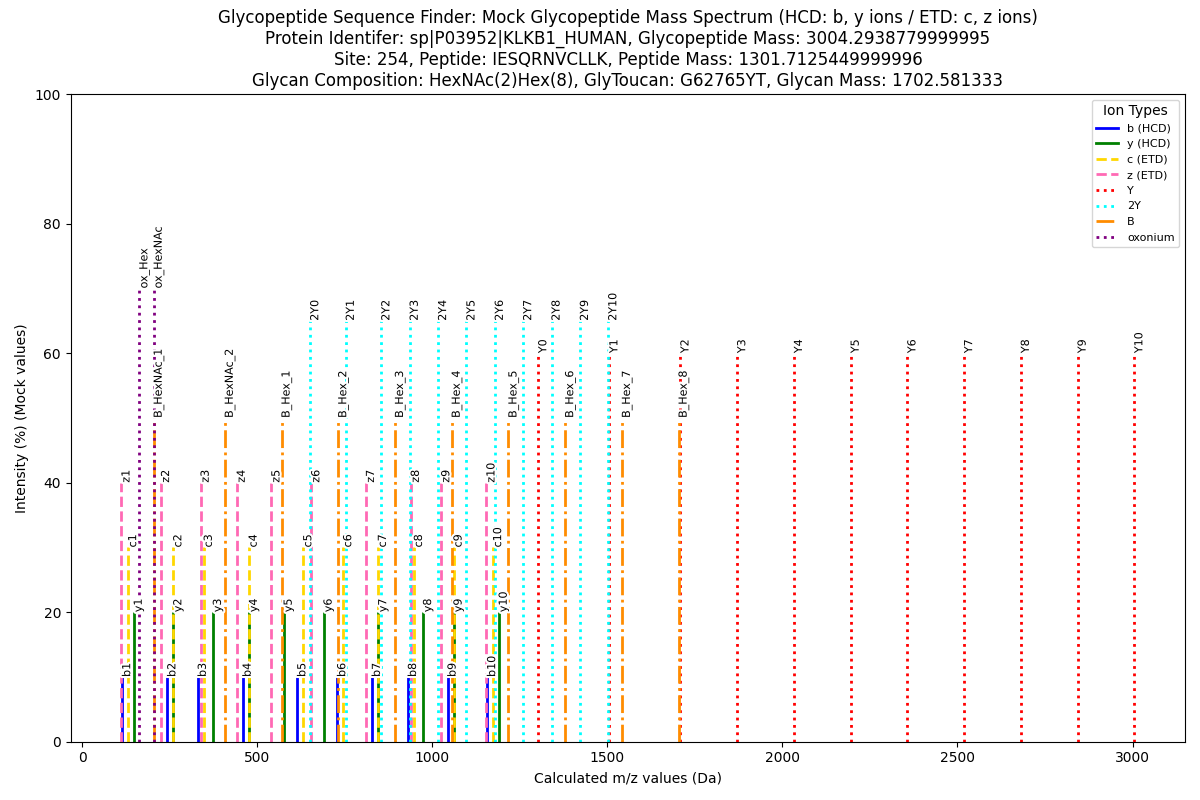 Glycopeptide Sequence Finder: Mock Glycopeptide Mass Spectrum (HCD: b, y ions / ETD: c, z ions)
Protein Identifer: sp|P03952|KLKB1_HUMAN, Glycopeptide Mass: 3004.2938779999995
Site: 254, Peptide: IESQRNVCLLK, Peptide Mass: 1301.7125449999996
Glycan Composition: HexNAc(2)Hex(8), GlyToucan: G62765YT, Glycan Mass: 1702.581333
100
80
60
40
20
0
Intensity (%) (Mock values)
Ion Types
b (HCD)
y (HCD)
c (ETD)
z (ETD)
Y
2Y
B
oxonium
ox_Hex
ox_HexNAc
2Y0
2Y1
2Y2
2Y3
2Y4
2Y5
2Y6
2Y7
2Y8
2Y9
2Y10
Y0
Y1
Y2
Y3
Y4
Y5
Y6
Y7
Y8
Y9
Y10
B_HexNAc_1
B_HexNAc_2
B_Hex_1
B_Hex_2
B_Hex_3
B_Hex_4
B_Hex_5
B_Hex_6
B_Hex_7
B_Hex_8
z1
z2
z3
z4
z5
z6
z7
z8
z9
z10
c1
c2
c3
c4
c5
c6
c7
c8
c9
c10
y1
y2
y3
y4
y5
y6
y7
y8
y9
y10
b1
b2
b3
b4
b5
b6
b7
b8
b9
b10
0
500
1000
1500
2000
2500
3000
Calculated m/z values (Da)